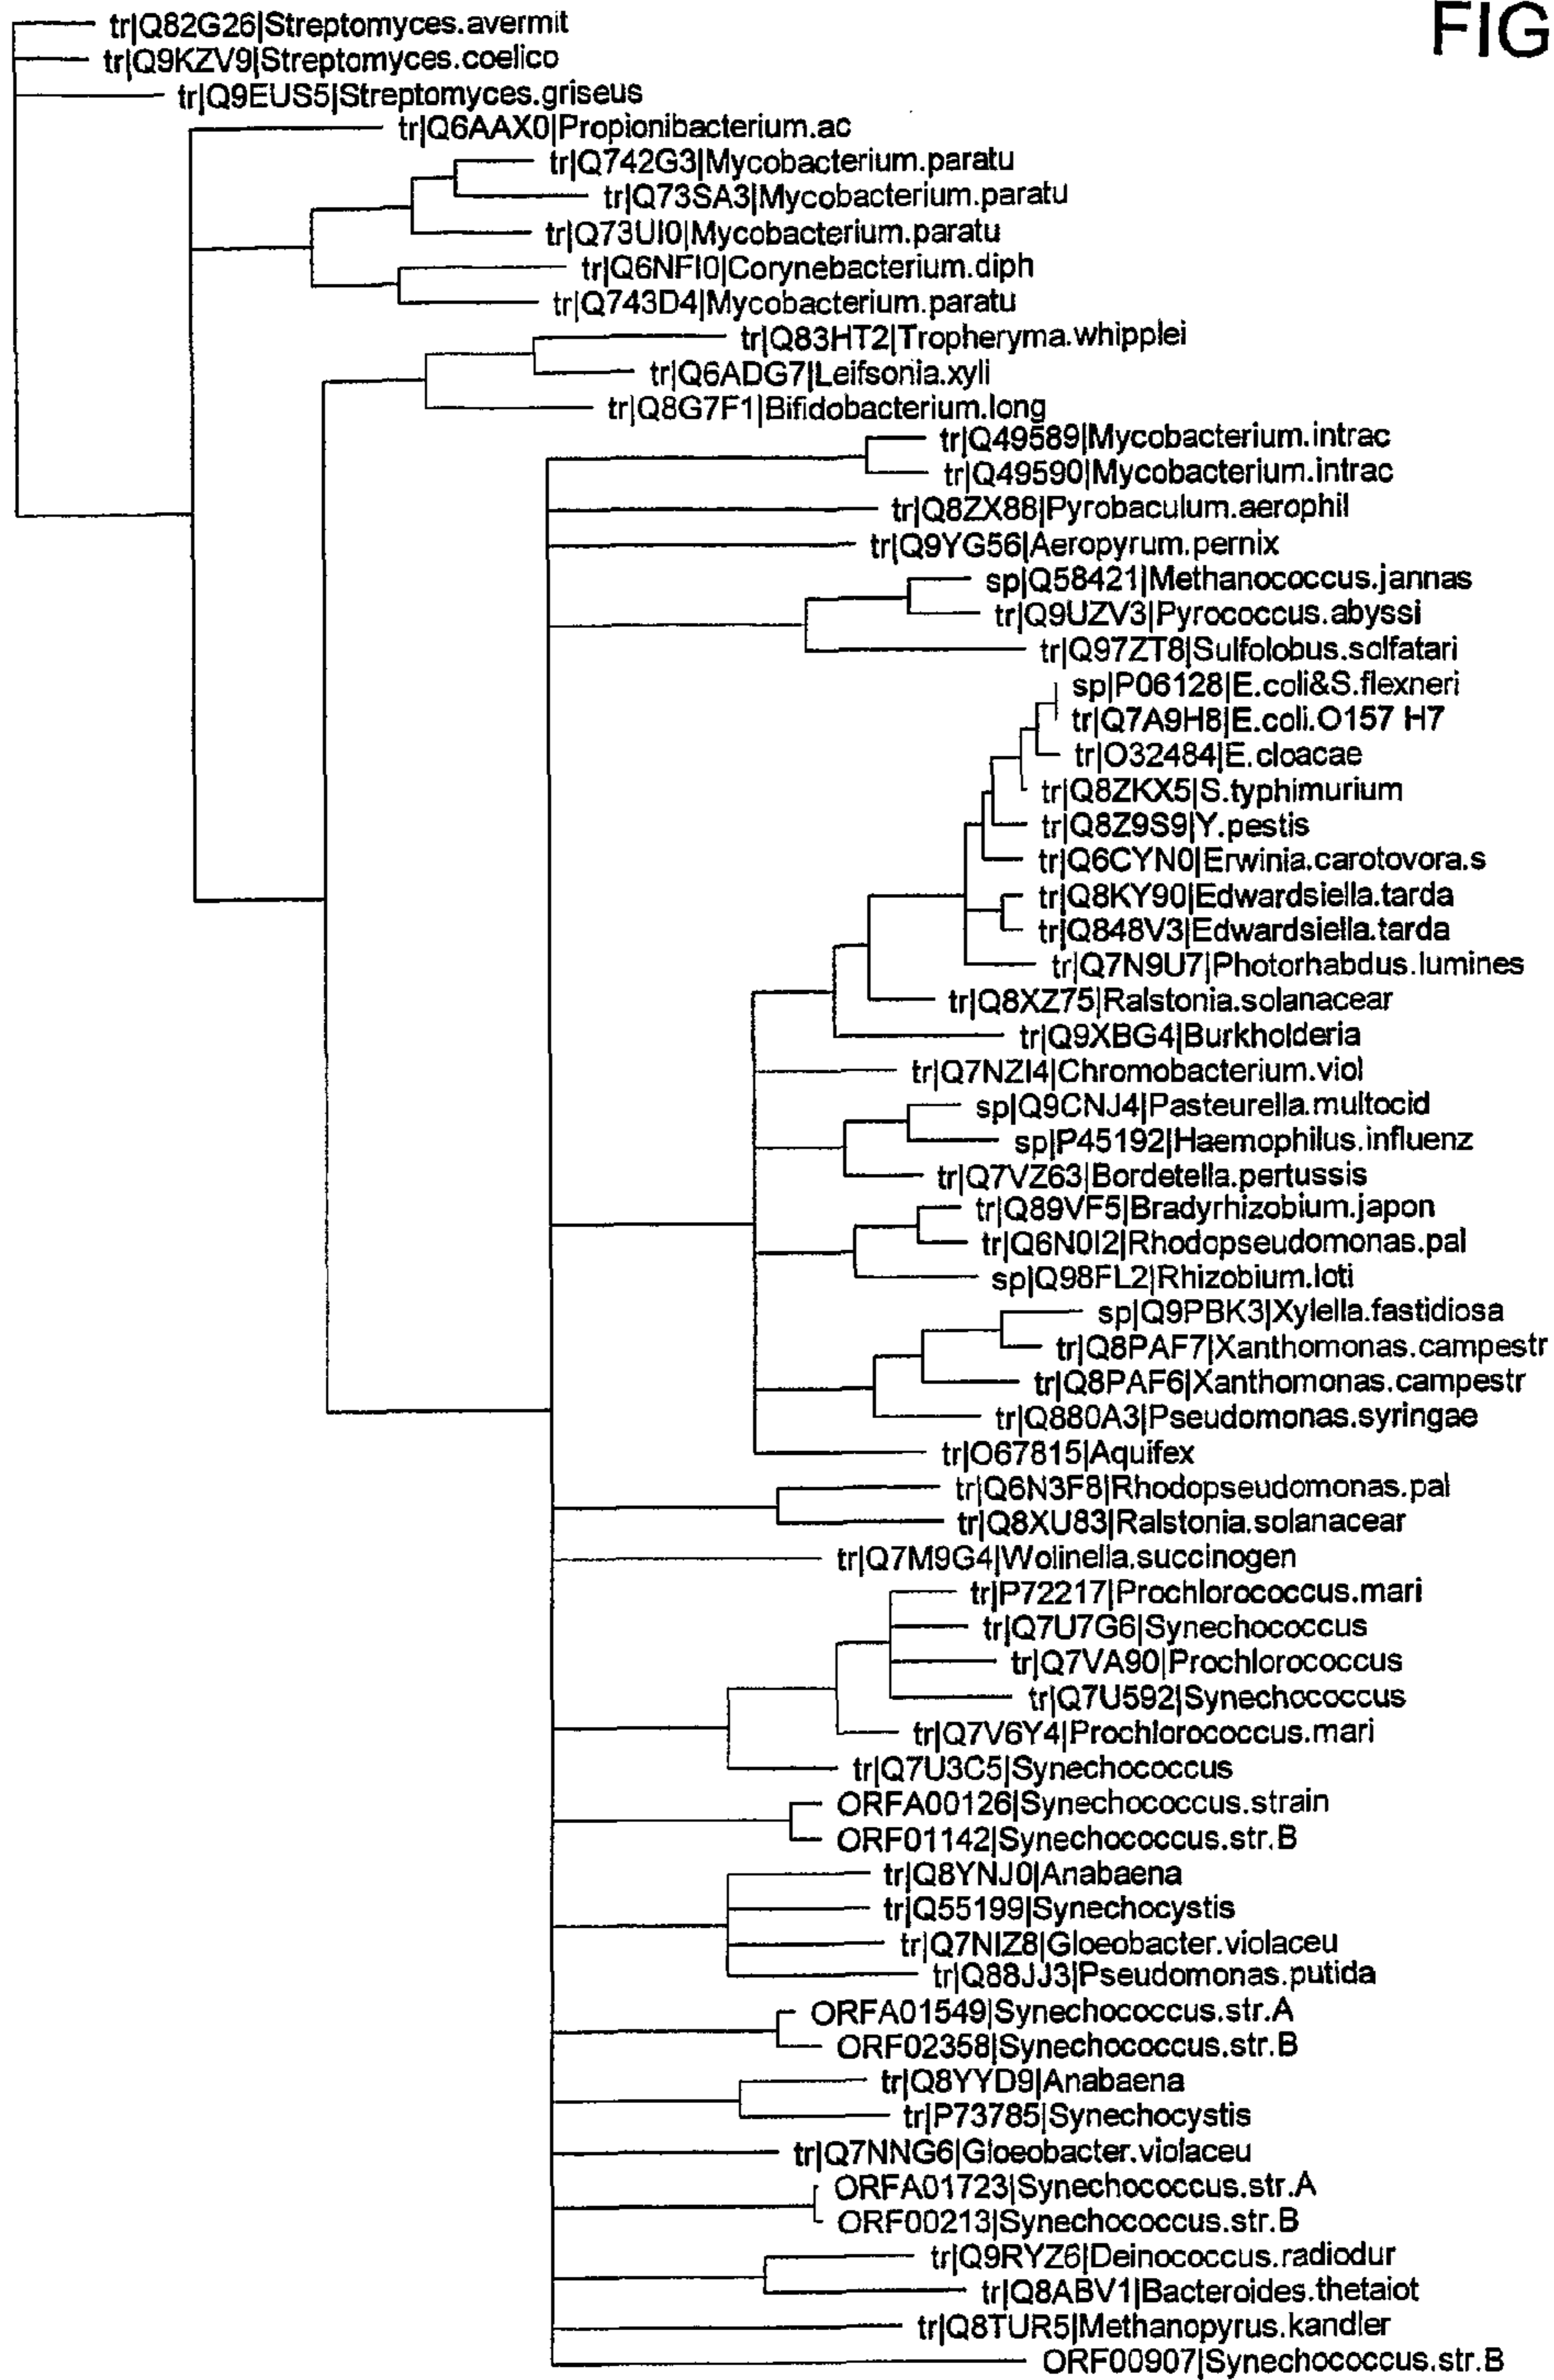 FIG
tr|Q82G26|Streptomyces.avermit
tr|Q9KZV9|Streptomyces.coelico
tr|Q9EUS5|Streptomyces.griseus
tr|Q6AAX0|Propionibacterium.ac
tr|Q742G3|Mycobacterium.paratu
tr|Q73SA3|Mycobacterium.paratu
tr|Q73UI0|Mycobacterium.paratu
tr|Q6NFI0|Corynebacterium.diph
tr|Q743D4|Mycobacterium.paratu
tr|Q83HT2|Tropheryma.whipplei
tr|Q6ADG7|Leifsonia.xyli
tr|Q8G7F1|Bifidobacterium.long
tr|Q49589|Mycobacterium.intrac
tr|Q49590|Mycobacterium.intrac
tr|Q8ZX88|Pyrobaculum.aerophil
tr|Q9YG56|Aeropyrum.pernix
sp|Q58421|Methanococcus.jannas
tr|Q9UZV3|Pyrococcus.abyssi
tr|Q97ZT8|Sulfolobus.solfatari
sp|P06128|E.coli&S.flexneri
tr|Q7A9H8|E.coli.O157 H7
tr|O32484|E.cloacae
tr|Q8ZKX5|S.typhimurium
tr|Q8Z9S9|Y.pestis
tr|Q6CYN0|Erwinia.carotovora.s
tr|Q8KY90|Edwardsiella.tarda
tr|Q848V3|Edwardsiella.tarda
tr|Q7N9U7|Photorhabdus.lumines
tr|Q8XZ75|Ralstonia.solanacear
tr|Q9XBG4|Burkholderia
tr|Q7NZI4|Chromobacterium.viol
sp|Q9CNJ4|Pasteurella.multocid
sp|P45192|Haemophilus.influenz
tr|Q7VZ63|Bordetella.pertussis
tr|Q89VF5|Bradyrhizobium.japon
tr|Q6N0I2|Rhodopseudomonas.pal
sp|Q98FL2|Rhizobium.loti
sp|Q9PBK3|Xylella.fastidiosa
tr|Q8PAF7|Xanthomonas.campestr
tr|Q8PAF6|Xanthomonas.campestr
tr|Q880A3|Pseudomonas.syringae
tr|O67815|Aquifex
tr|Q6N3F8|Rhodopseudomonas.pal
tr|Q8XU83|Ralstonia.solanacear
tr|Q7M9G4|Wolinella.succinogen
tr|P72217|Prochlorococcus.mari
tr|Q7U7G6|Synechococcus
tr|Q7VA90|Prochlorococcus
tr|Q7U592|Synechococcus
tr|Q7V6Y4|Prochlorococcus.mari
tr|Q7U3C5|Synechococcus
ORFA00126|Synechococcus.strain
ORF01142|Synechococcus.str.B
tr|Q8YNJ0|Anabaena
tr|Q55199|Synechocystis
tr|Q7NIZ8|Gloeobacter.violaceu
tr|Q88JJ3|Pseudomonas.putida
ORFA01549|Synechococcus.str.A
ORF02358|Synechococcus.str.B
tr|Q8YYD9|Anabaena
tr|P73785|Synechocystis
tr|Q7NNG6|Gloeobacter.violaceu
ORFA01723|Synechococcus.str.A
ORF00213|Synechococcus.str.B
tr|Q9RYZ6|Deinococcus.radiodur
tr|Q8ABV1|Bacteroides.thetaiot
tr|Q8TUR5|Methanopyrus.kandler
ORF00907|Synechococcus.str.B